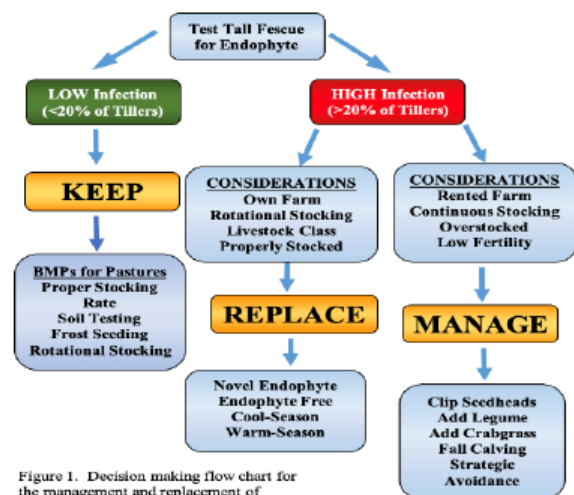 Test Tall Fescue
for Endophyte
LOW Infection
(<20% of Tillers)
HIGH Infection
(>20% of Tillers)
KEEP
CONSIDERATIONS
Own Farm
Rotational Stocking
Livestock Class
Properly Stocked
CONSIDERATIONS
Rented Farm
Continuous Stocking
Overstocked
Low Fertility
BMPs for Pastures
Proper Stocking
Rate
Soil Testing
Frost Seeding
Rotational Stocking
REPLACE
MANAGE
Novel Endophyte
Endophyte Free
Cool-Season
Warm-Season
Clip Seedheads
Add Legume
Add Crabgrass
Fall Calving
Strategic
Avoidance
Figure 1. Decision making flow chart for
the management and replacement of